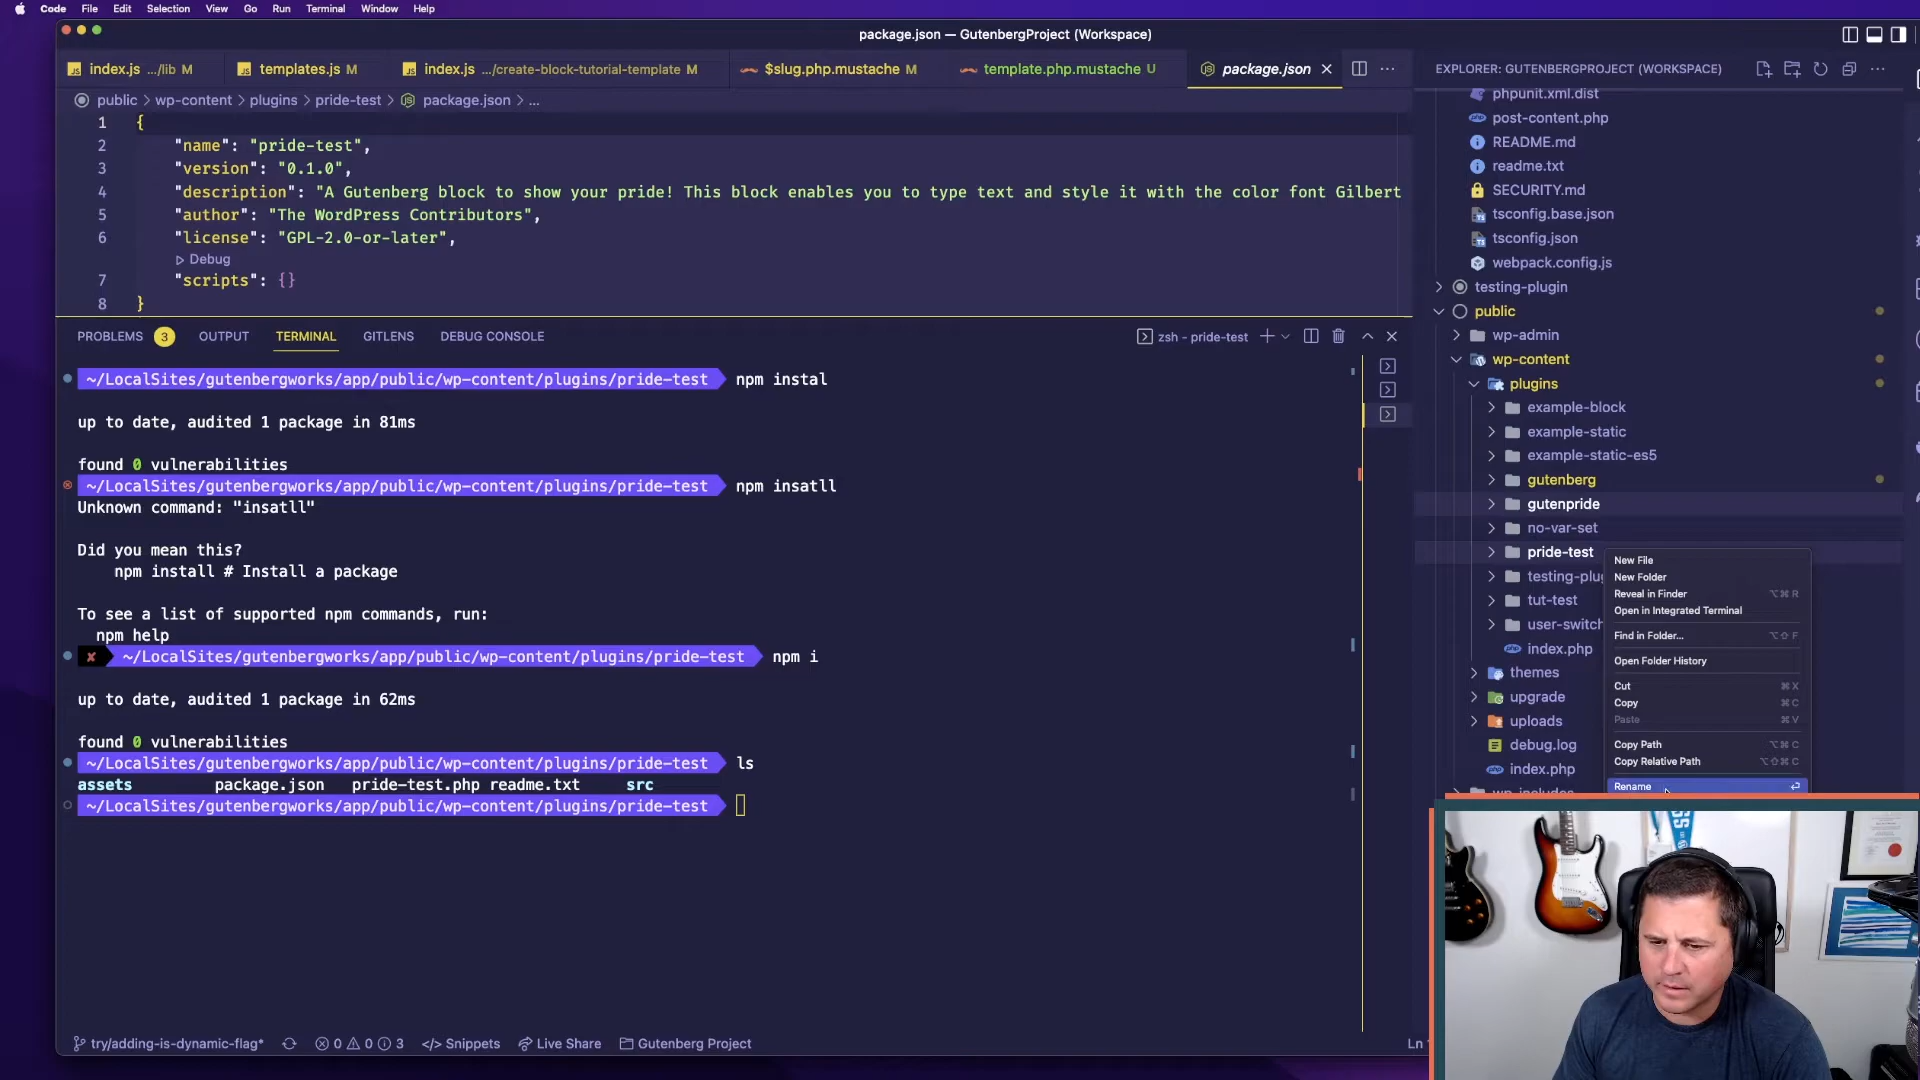 Code File Edit Selection View Go Run Terminal Window Help
package.json — GutenbergProject (Workspace)
index.js .../lib M
templates.js M
index.js .../create-block-tutorial-template M
$slug.php.mustache M
template.php.mustache U
package.json
public > wp-content > plugins > pride-test > package.json > ...
1 {
2 "name": "pride-test",
3 "version": "0.1.0",
4 "description": "A Gutenberg block to show your pride! This block enables you to type text and style it with the color font Gilbert
5 "author": "The WordPress Contributors",
6 "license": "GPL-2.0-or-later",
Debug
7 "scripts": {}
8 }
PROBLEMS 3 OUTPUT TERMINAL GITLENS DEBUG CONSOLE
zsh - pride-test
~/LocalSites/gutenbergworks/app/public/wp-content/plugins/pride-test npm instal
up to date, audited 1 package in 81ms
found 0 vulnerabilities
~/LocalSites/gutenbergworks/app/public/wp-content/plugins/pride-test npm insatll
Unknown command: "insatll"
Did you mean this?
npm install # Install a package
To see a list of supported npm commands, run:
npm help
✘ ~/LocalSites/gutenbergworks/app/public/wp-content/plugins/pride-test npm i
up to date, audited 1 package in 62ms
found 0 vulnerabilities
~/LocalSites/gutenbergworks/app/public/wp-content/plugins/pride-test ls
assets package.json pride-test.php readme.txt src
~/LocalSites/gutenbergworks/app/public/wp-content/plugins/pride-test
EXPLORER: GUTENBERGPROJECT (WORKSPACE)
phpunit.xml.dist
post-content.php
README.md
readme.txt
SECURITY.md
tsconfig.base.json
tsconfig.json
webpack.config.js
testing-plugin
public
wp-admin
wp-content
plugins
example-block
example-static
example-static-es5
gutenberg
gutenpride
no-var-set
pride-test
testing-plug
tut-test
user-switch
index.php
themes
upgrade
uploads
debug.log
index.php
wp-includes
New File
New Folder
Reveal in Finder ⌥⌘R
Open in Integrated Terminal
Find in Folder... ⌥⇧F
Open Folder History
Cut ⌘X
Copy ⌘C
Paste ⌘V
Copy Path ⌥⌘C
Copy Relative Path ⌥⇧⌘C
Rename ⏎
try/adding-is-dynamic-flag* 0 0 3 </> Snippets Live Share Gutenberg Project Ln